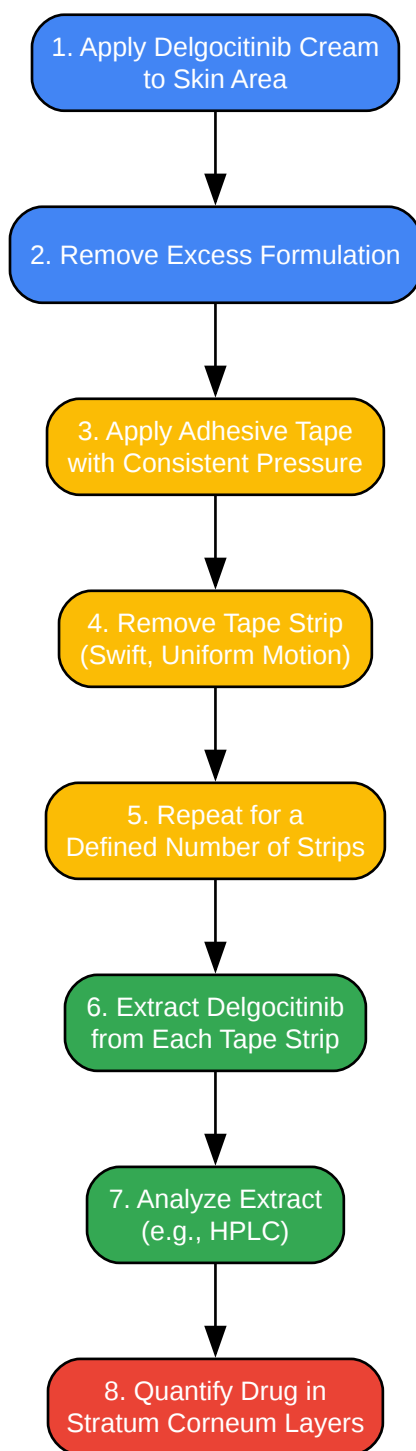 1. Apply Delgocitinib Cream
to Skin Area
2. Remove Excess Formulation
3. Apply Adhesive Tape
with Consistent Pressure
4. Remove Tape Strip
(Swift, Uniform Motion)
5. Repeat for a
Defined Number of Strips
6. Extract Delgocitinib
from Each Tape Strip
7. Analyze Extract
(e.g., HPLC)
8. Quantify Drug in
Stratum Corneum Layers